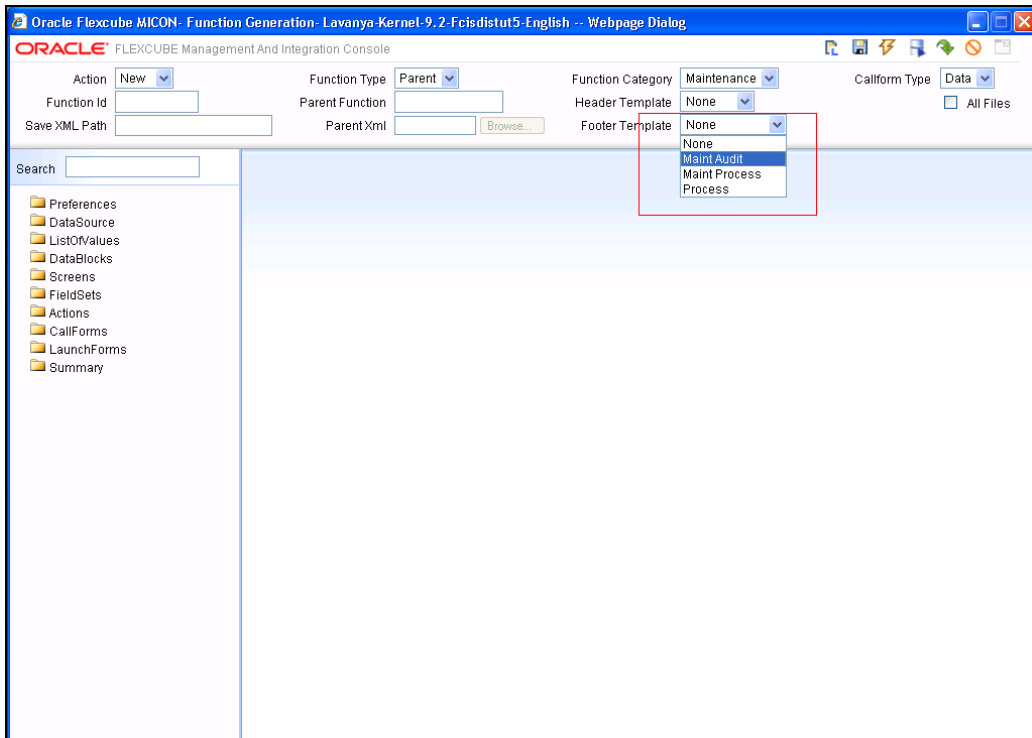 Oracle Flexcube MICON- Function Generation- Lavanya-Kernel-9.2-Fcisdistut5-English -- Webpage Dialog
ORACLE FLEXCUBE Management And Integration Console
Action New Function Type Parent Function Category Maintenance Callform Type Data
Function Id Parent Function Header Template None All Files
Save XML Path Parent Xml Browse... Footer Template None
None
Maint Audit
Maint Process
Process
Search
Preferences
DataSource
ListOfValues
DataBlocks
Screens
FieldSets
Actions
CallForms
LaunchForms
Summary